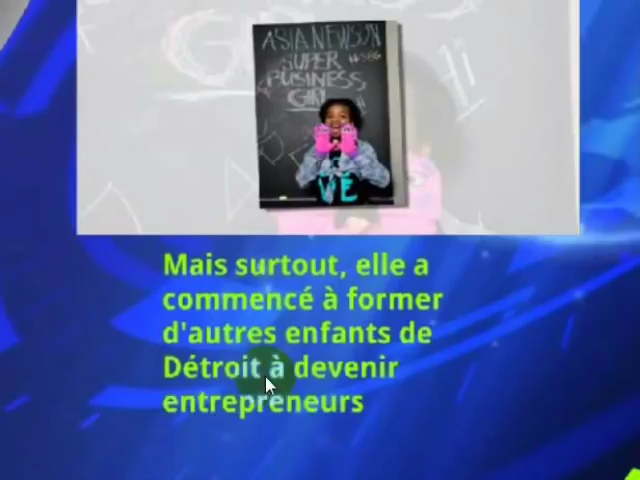 ASIA NEWSON
SUPER
BUSINESS
GIRL
Mais surtout, elle a
commencé à former
d'autres enfants de
Détroit à devenir
entrepreneurs